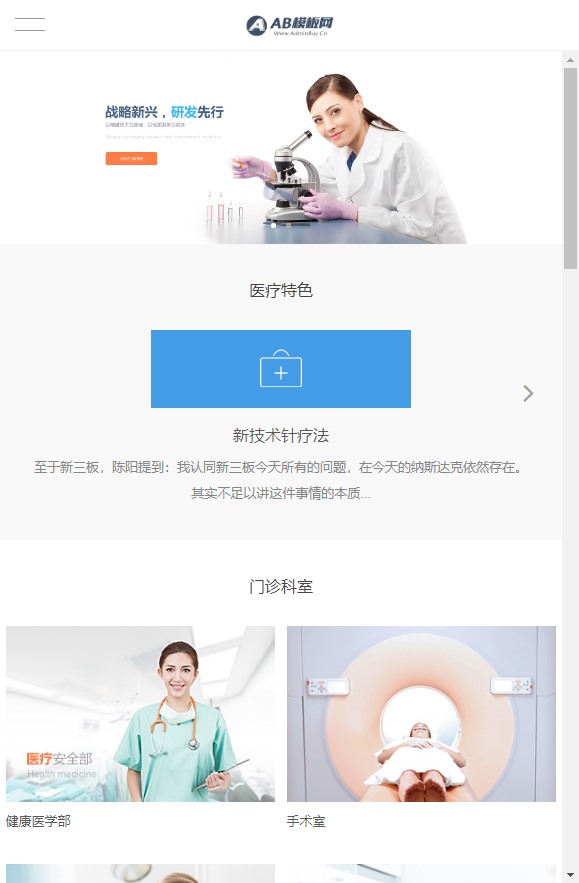 AB模板网
Www.AdminBuy.Cn
战略新兴，研发先行
VIEW MORE
医疗特色
新技术针疗法
至于新三板，陈阳提到：我认同新三板今天所有的问题，在今天的纳斯达克依然存在。
其实不足以讲这件事情的本质...
门诊科室
医疗安全部
Health medicine
健康医学部
手术室